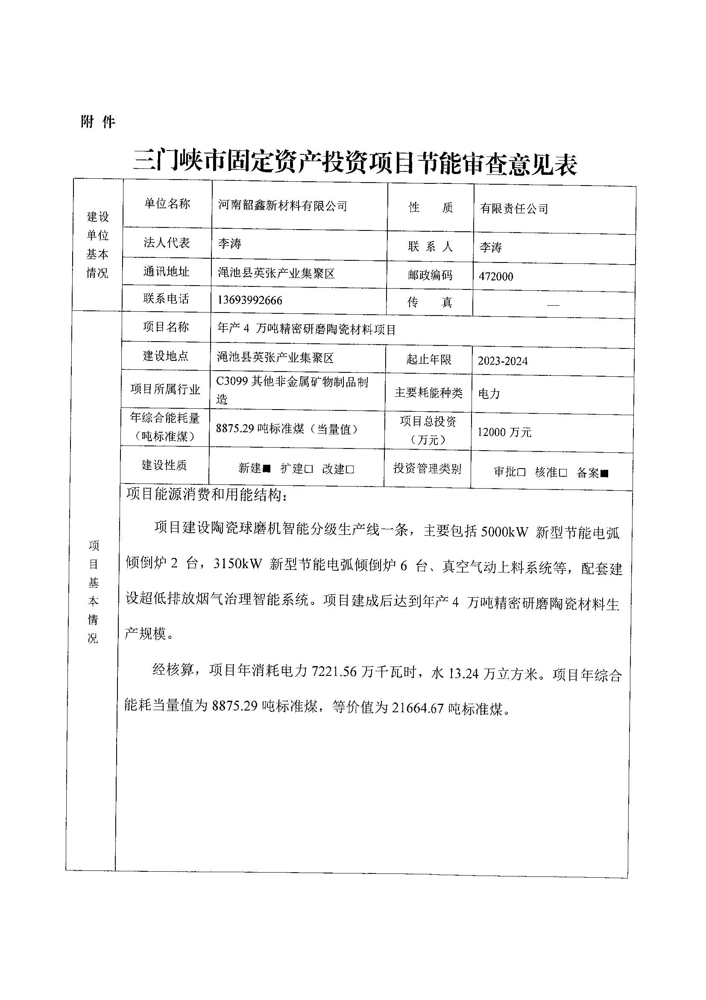 附 件
三门峡市固定资产投资项目节能审查意见表
建设
单位
基本
情况
单位名称 河南韶鑫新材料有限公司 性 质 有限责任公司
法人代表 李涛 联 系 人 李涛
通讯地址 渑池县英张产业集聚区 邮政编码 472000
联系电话 13693992666 传 真 —
项
目
基
本
情
况
项目名称 年产4 万吨精密研磨陶瓷材料项目
建设地点 渑池县英张产业集聚区 起止年限 2023-2024
项目所属行业 C3099 其他非金属矿物制品制
造
主要耗能种类 电力
年综合能耗量
（吨标准煤）
8875.29 吨标准煤（当量值）
项目总投资
（万元）
12000 万元
建设性质 新建■ 扩建□ 改建□ 投资管理类别 审批□ 核准□ 备案■
项目能源消费和用能结构：
项目建设陶瓷球磨机智能分级生产线一条，主要包括 5000kW 新型节能电弧
倾倒炉 2 台，3150kW 新型节能电弧倾倒炉 6 台、真空气动上料系统等，配套建
设超低排放烟气治理智能系统。项目建成后达到年产 4 万吨精密研磨陶瓷材料生
产规模。
经核算，项目年消耗电力 7221.56 万千瓦时，水 13.24 万立方米。项目年综合
能耗当量值为 8875.29 吨标准煤，等价值为 21664.67 吨标准煤。